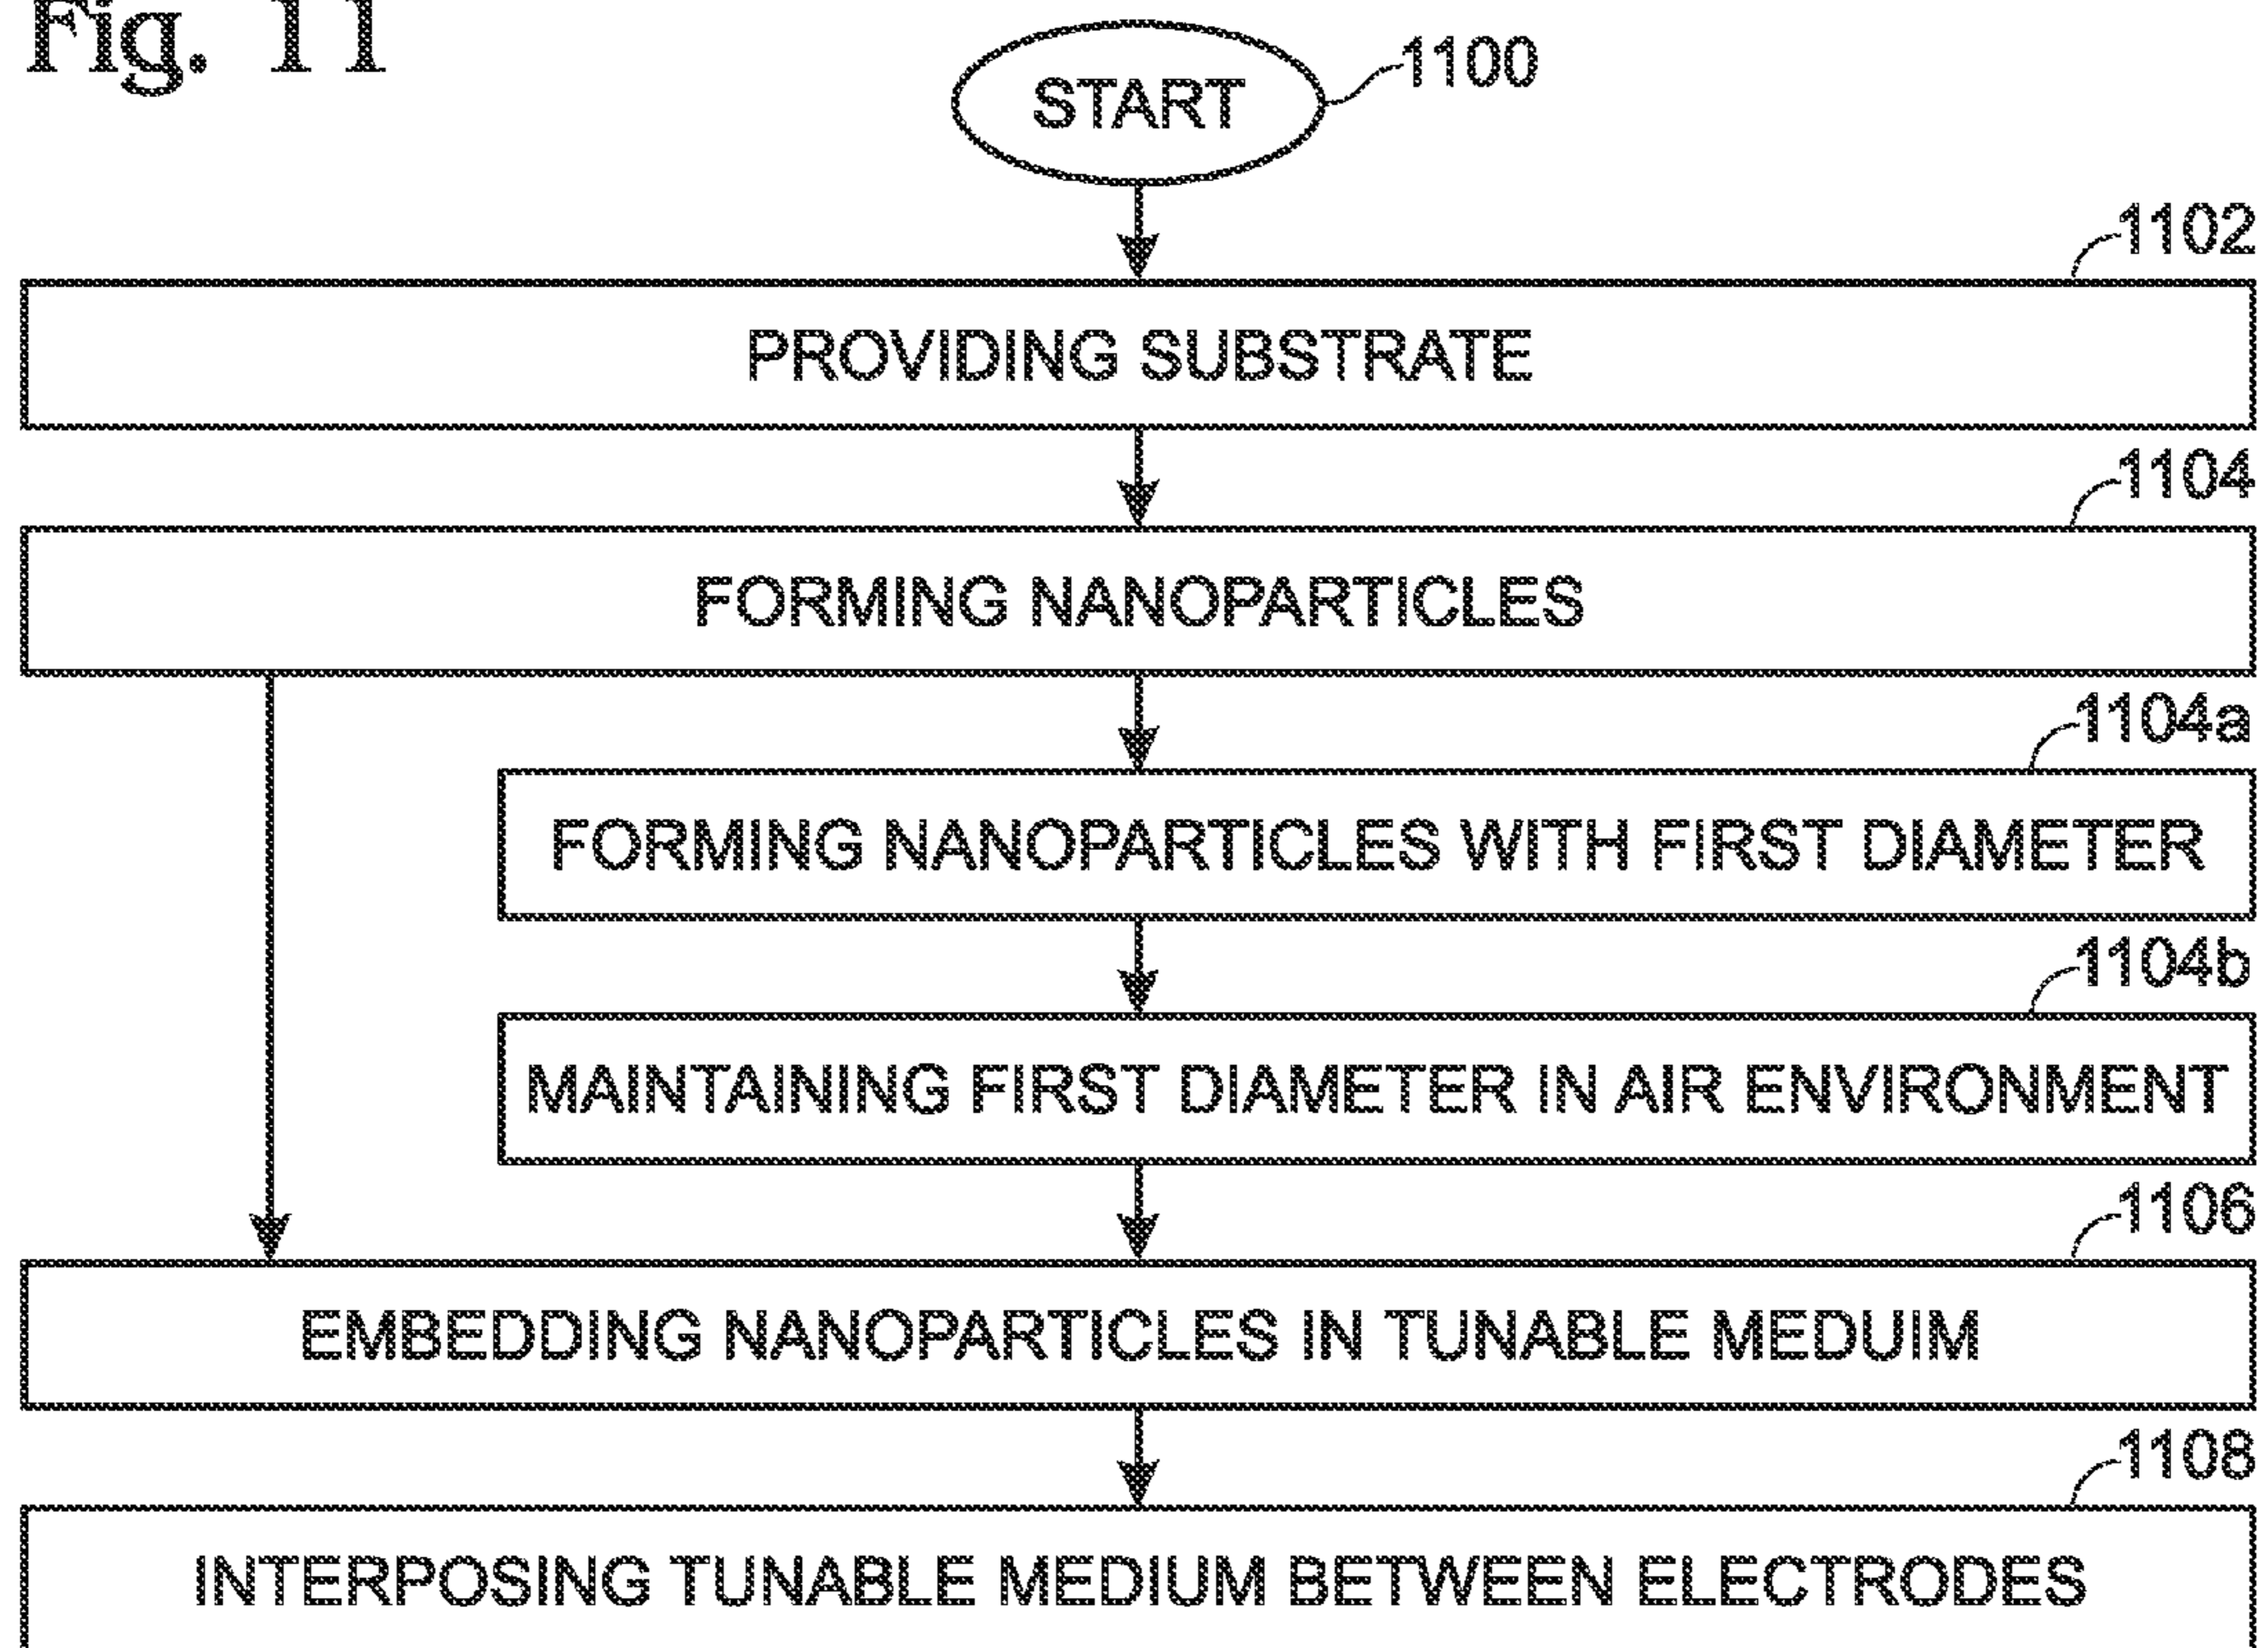 Fig. 11
START
1100
1102
PROVIDING SUBSTRATE
1104
FORMING NANOPARTICLES
1104a
FORMING NANOPARTICLES WITH FIRST DIAMETER
1104b
MAINTAINING FIRST DIAMETER IN AIR ENVIRONMENT
1106
EMBEDDING NANOPARTICLES IN TUNABLE MEDUIM
1108
INTERPOSING TUNABLE MEDIUM BETWEEN ELECTRODES